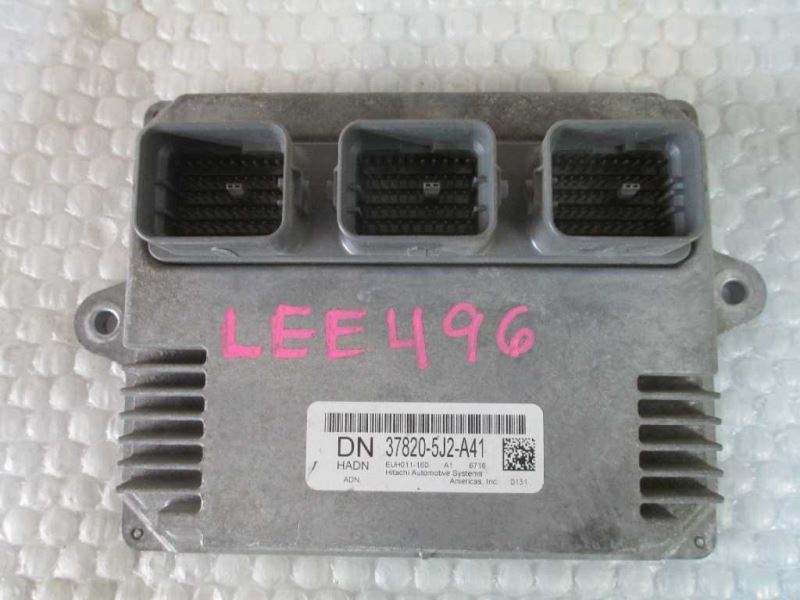 LEE496
DN 37820-5J2-A41
HADN EUH011-160 A1 6716
Hitachi Automotive Systems
ADN. Americas, Inc. 0131